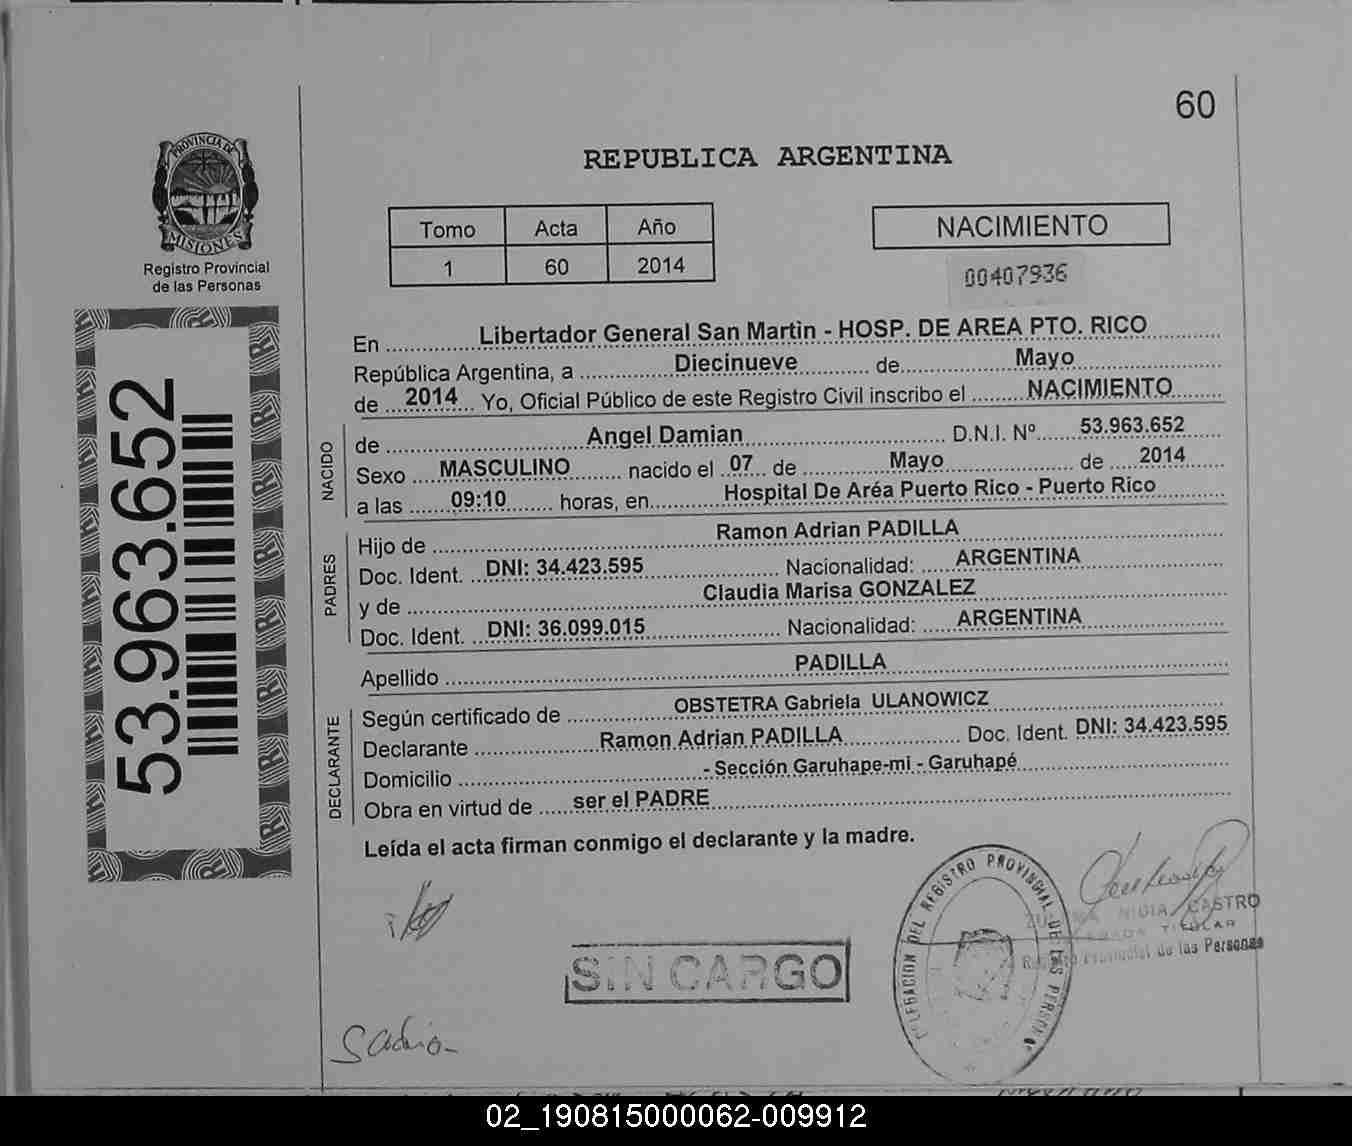 60
PROVINCIA DE
MISIONES
Registro Provincial
de las Personas
REPUBLICA ARGENTINA
Tomo Acta Año
1 60 2014
NACIMIENTO
00407936
53.963.652
En Libertador General San Martin - HOSP. DE AREA PTO. RICO
República Argentina, a Diecinueve de Mayo
de 2014 Yo, Oficial Público de este Registro Civil inscribo el NACIMIENTO
NACIDO
de Angel Damian D.N.I. Nº 53.963.652
Sexo MASCULINO nacido el 07 de Mayo de 2014
a las 09:10 horas, en Hospital De Aréa Puerto Rico - Puerto Rico
PADRES
Hijo de Ramon Adrian PADILLA
Doc. Ident. DNI: 34.423.595 Nacionalidad: ARGENTINA
y de Claudia Marisa GONZALEZ
Doc. Ident. DNI: 36.099.015 Nacionalidad: ARGENTINA
Apellido PADILLA
DECLARANTE
Según certificado de OBSTETRA Gabriela ULANOWICZ
Declarante Ramon Adrian PADILLA Doc. Ident. DNI: 34.423.595
Domicilio - Sección Garuhape-mi - Garuhapé
Obra en virtud de ser el PADRE
Leída el acta firman conmigo el declarante y la madre.
SIN CARGO
DELEGACION DEL REGISTRO PROVINCIAL DE LAS PERSONAS
NIDIA CASTRO
TITULAR
Registro Provincial de las Personas
02_190815000062-009912